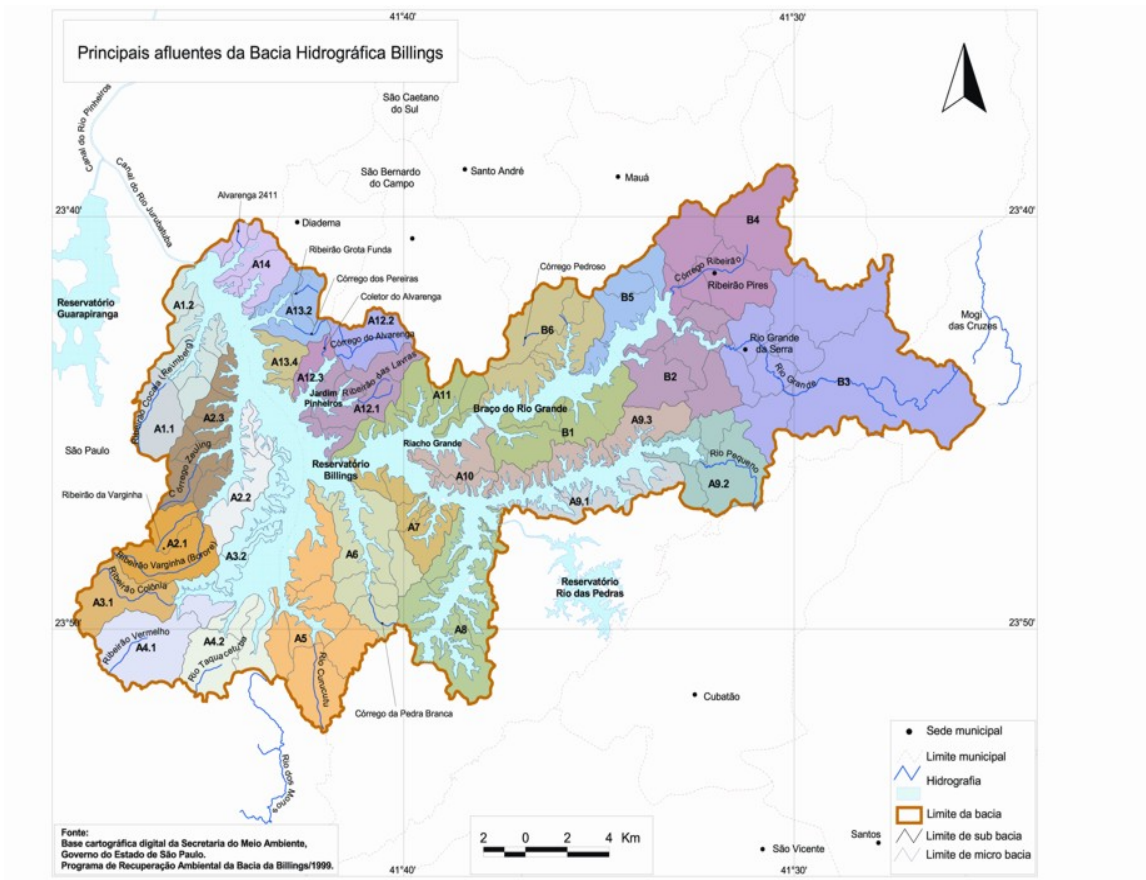 41°40'
41°30'
Principais afluentes da Bacia Hidrográfica Billings
Canal do Rio Pinheiros
Canal do Rio Jurubatuba
São Caetano
do Sul
São Bernardo
do Campo
Santo André
Mauá
Alvarenga 2411
Diadema
23°40'
23°40'
B4
Ribeirão Grota Funda
Córrego dos Pereiras
Coletor do Alvarenga
Córrego Pedroso
Córrego Ribeirão
Ribeirão Pires
A14
A1.2
A13.2
A12.2
B5
B6
Reservatório
Guarapiranga
Mogi
das Cruzes
Córrego do Alvarenga
Rio Grande
da Serra
Rio Grande
B3
Ribeirão Cocaia (Reimberg)
A13.4
A12.3
Ribeirão das Lavras
Jardim
Pinheiros
A12.1
A11
B2
Braço do Rio Grande
A2.3
A1.1
A9.3
B1
São Paulo
Riacho Grande
Reservatório
Billings
A10
Rio Pequeno
A9.2
Córrego Zeuling
Ribeirão da Varginha
A2.2
A9.1
A7
A2.1
Ribeirão Varginha (Borore)
A3.2
A6
Ribeirão Colônia
A3.1
Reservatório
Rio das Pedras
23°50'
23°50'
Ribeirão Vermelho
A4.1
A4.2
Rio Taquacetuba
A5
Rio Curucutu
A8
Córrego da Pedra Branca
Cubatão
Rio dos Monos
Sede municipal
Limite municipal
Hidrografia
Limite da bacia
Limite de sub bacia
Limite de micro bacia
Fonte:
Base cartográfica digital da Secretaria do Meio Ambiente,
Governo do Estado de São Paulo.
Programa de Recuperação Ambiental da Bacia da Billings/1999.
2 0 2 4 Km
Santos
São Vicente
41°40'
41°30'